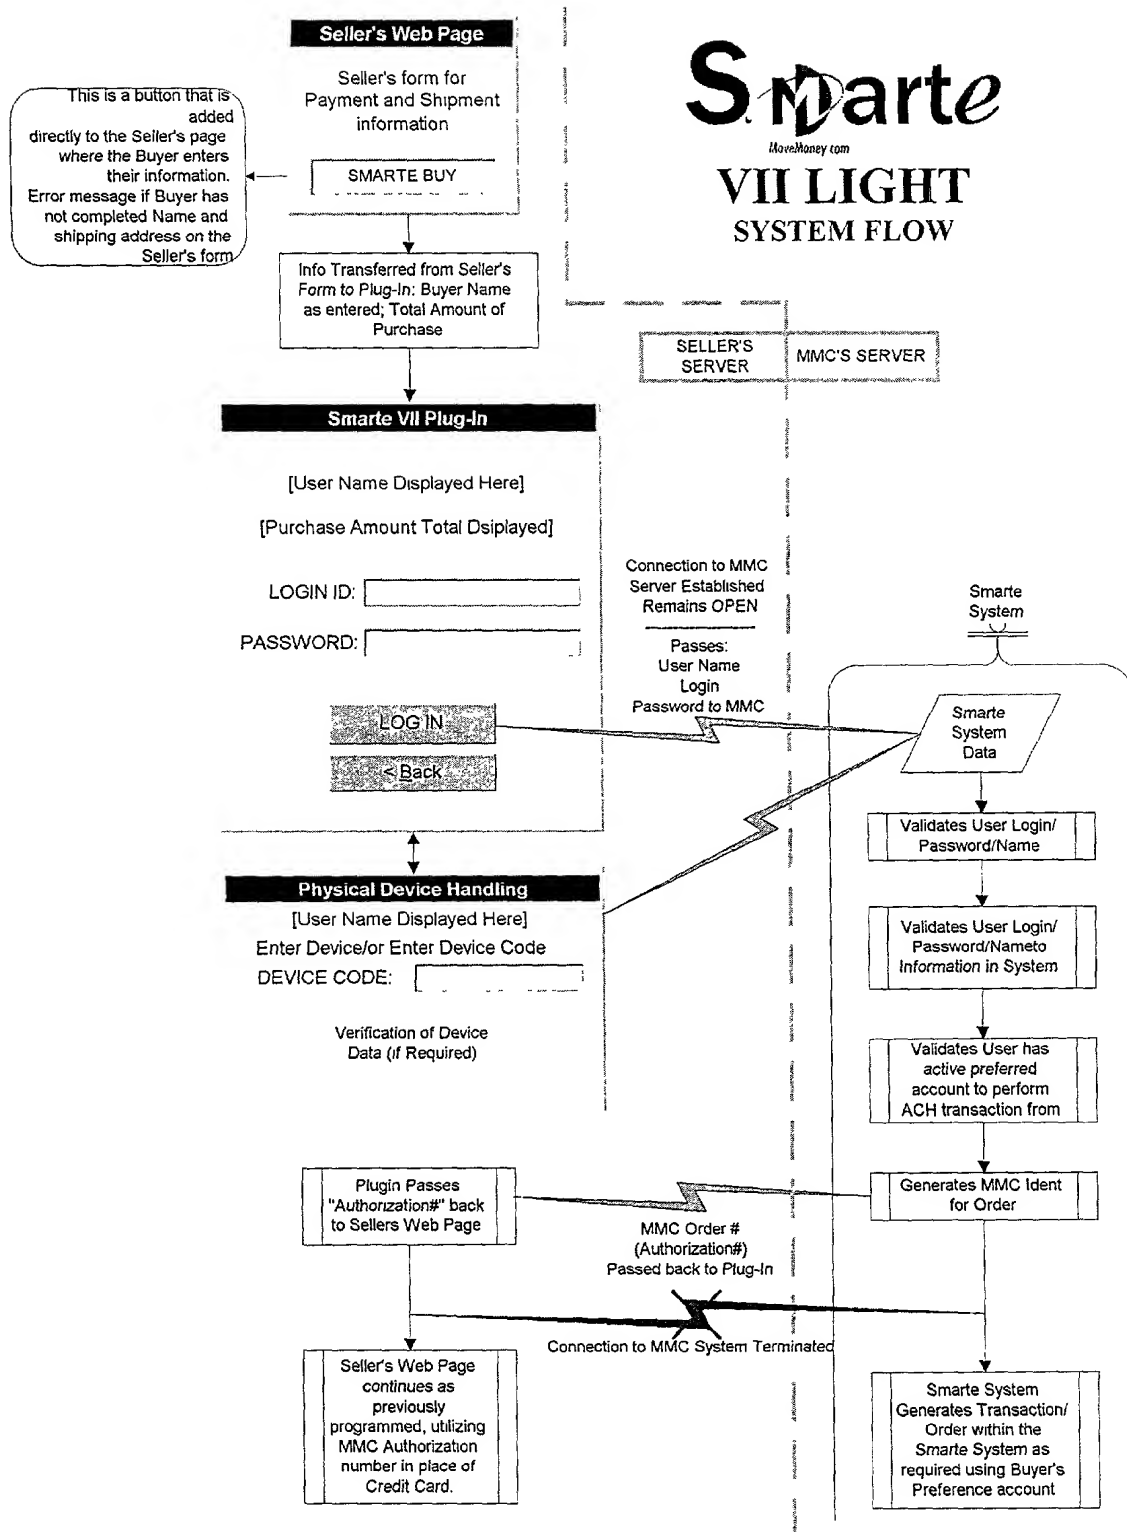 Seller's Web Page
Seller's form for
Payment and Shipment
information
SMARTE BUY
This is a button that is
added
directly to the Seller's page
where the Buyer enters
their information.
Error message if Buyer has
not completed Name and
shipping address on the
Seller's form
Smarte
MoveMoney com
VII LIGHT
SYSTEM FLOW
Info Transferred from Seller's
Form to Plug-In: Buyer Name
as entered; Total Amount of
Purchase
SELLER'S
SERVER
MMC'S SERVER
Smarte VII Plug-In
[User Name Displayed Here]
[Purchase Amount Total Dsiplayed]
LOGIN ID:
PASSWORD:
LOG IN
< Back
Connection to MMC
Server Established
Remains OPEN
Passes:
User Name
Login
Password to MMC
Smarte
System
Smarte
System
Data
Validates User Login/
Password/Name
Validates User Login/
Password/Nameto
Information in System
Validates User has
active preferred
account to perform
ACH transaction from
Generates MMC Ident
for Order
Physical Device Handling
[User Name Displayed Here]
Enter Device/or Enter Device Code
DEVICE CODE:
Verification of Device
Data (if Required)
Plugin Passes
"Authorization#" back
to Sellers Web Page
MMC Order #
(Authorization#)
Passed back to Plug-In
Connection to MMC System Terminated
Seller's Web Page
continues as
previously
programmed, utilizing
MMC Authorization
number in place of
Credit Card.
Smarte System
Generates Transaction/
Order within the
Smarte System as
required using Buyer's
Preference account